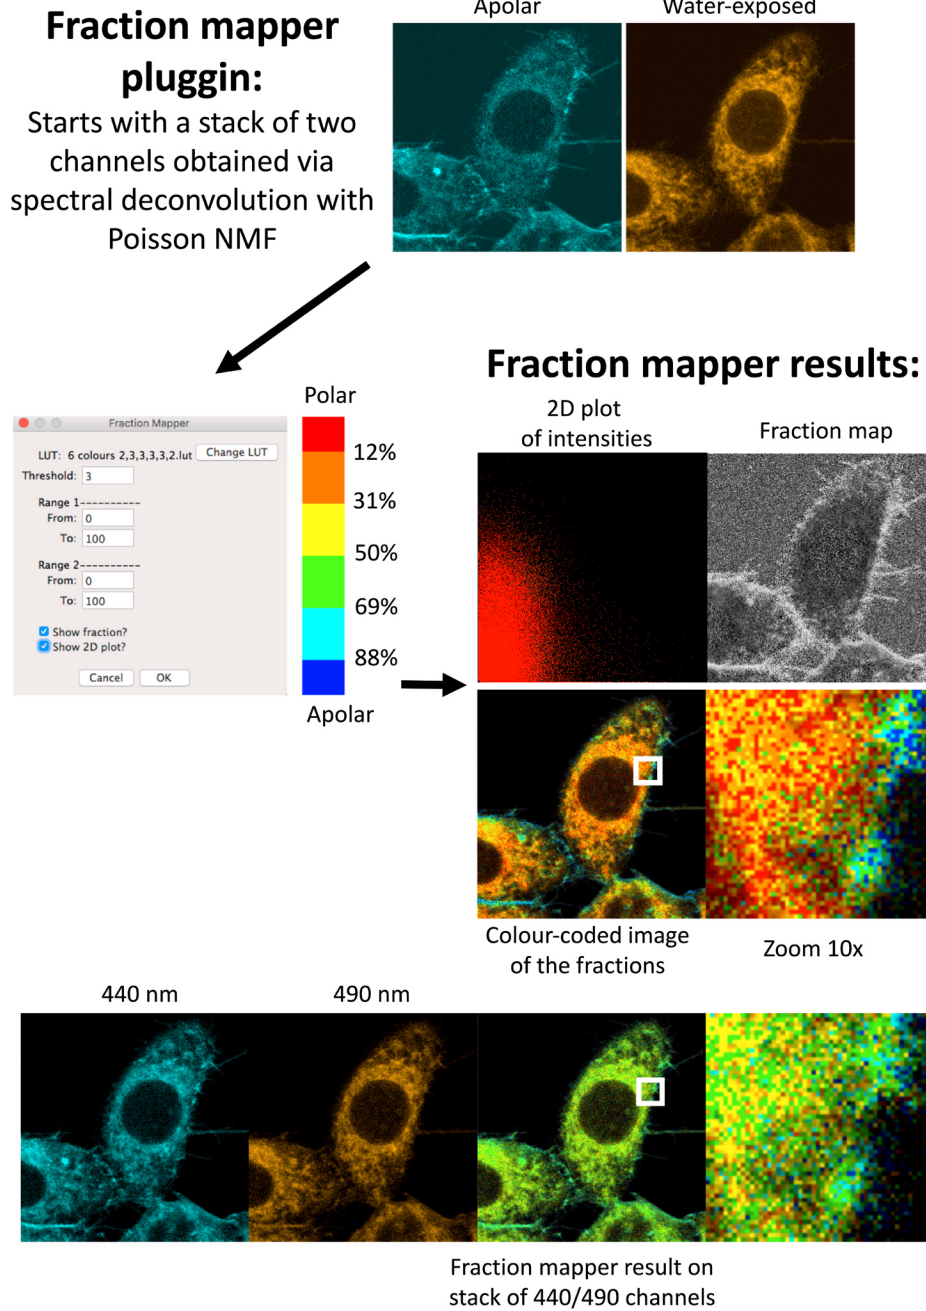 Fraction mapper
pluggin:
Starts with a stack of two
channels obtained via
spectral deconvolution with
Poisson NMF
Apolar
Water-exposed
Fraction Mapper
LUT: 6 colours 2,3,3,3,3,2.lut Change LUT
Threshold: 3
Range 1----------
From: 0
To: 100
Range 2----------
From: 0
To: 100
Show fraction?
Show 2D plot?
Cancel OK
Polar
12%
31%
50%
69%
88%
Apolar
Fraction mapper results:
2D plot
of intensities
Fraction map
Colour-coded image
of the fractions
Zoom 10x
440 nm
490 nm
Fraction mapper result on
stack of 440/490 channels